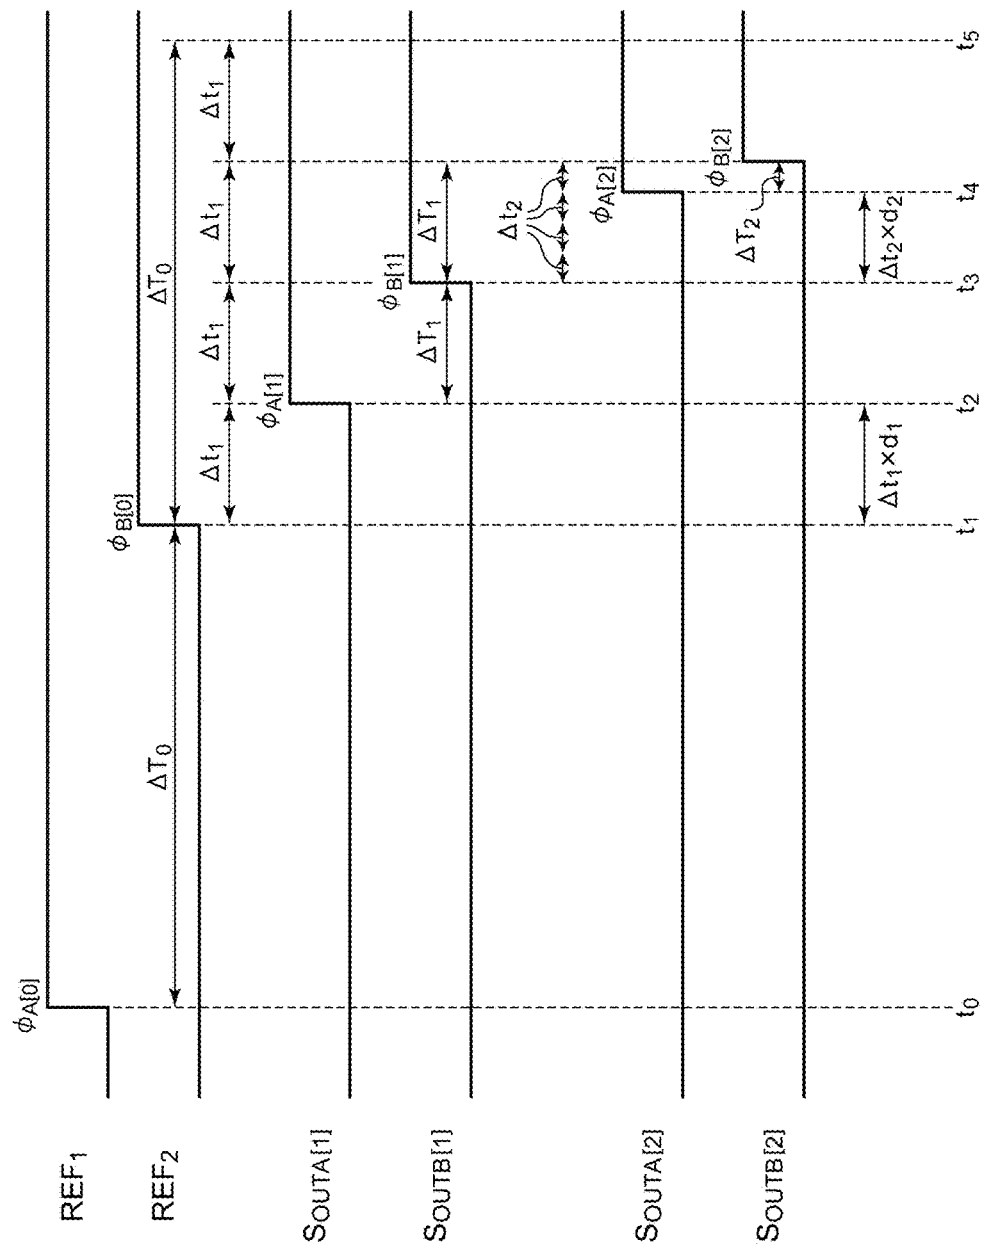 REF1
REF2
SOUTA[1]
SOUTB[1]
SOUTA[2]
SOUTB[2]
ϕA[0]
ϕB[0]
ϕA[1]
ϕB[1]
ϕA[2]
ϕB[2]
ΔT0
ΔT0
Δt1
Δt1
Δt1
Δt1
ΔT1
ΔT1
Δt2
ΔT2
Δt1×d1
Δt2×d2
t0
t1
t2
t3
t4
t5